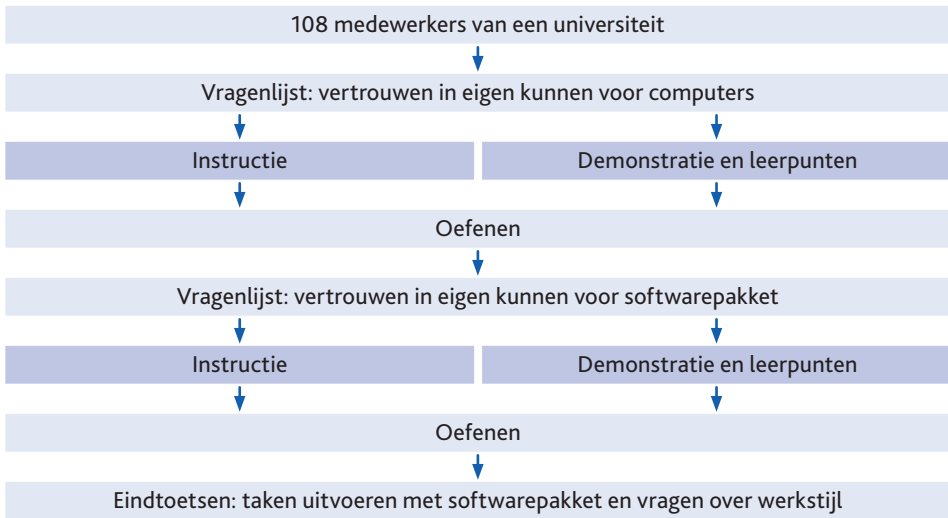 108 medewerkers van een universiteit
Vragenlijst: vertrouwen in eigen kunnen voor computers
Instructie
Demonstratie en leerpunten
Oefenen
Vragenlijst: vertrouwen in eigen kunnen voor softwarepakket
Instructie
Demonstratie en leerpunten
Oefenen
Eindtoetsen: taken uitvoeren met softwarepakket en vragen over werkstijl